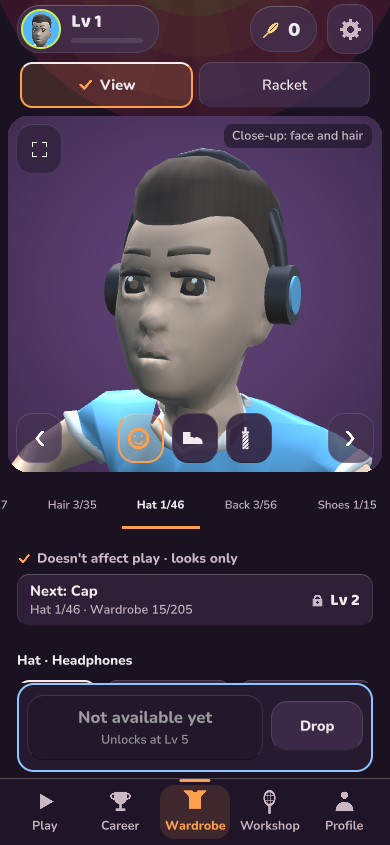 Lv 1
0
View
Racket
Close-up: face and hair
7
Hair 3/35
Hat 1/46
Back 3/56
Shoes 1/15
Doesn't affect play · looks only
Next: Cap
Hat 1/46 · Wardrobe 15/205
Lv 2
Hat · Headphones
Not available yet
Unlocks at Lv 5
Drop
Play
Career
Wardrobe
Workshop
Profile